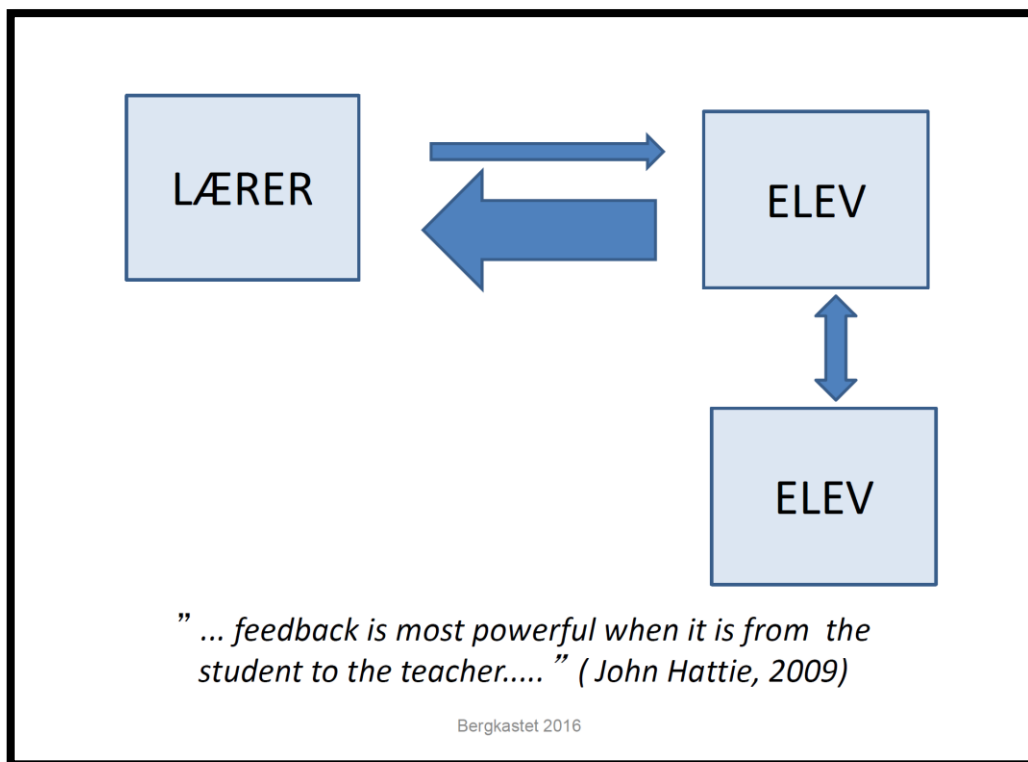 LÆRER
ELEV
ELEV
” ... feedback is most powerful when it is from the
student to the teacher..... ” ( John Hattie, 2009)
Bergkastet 2016